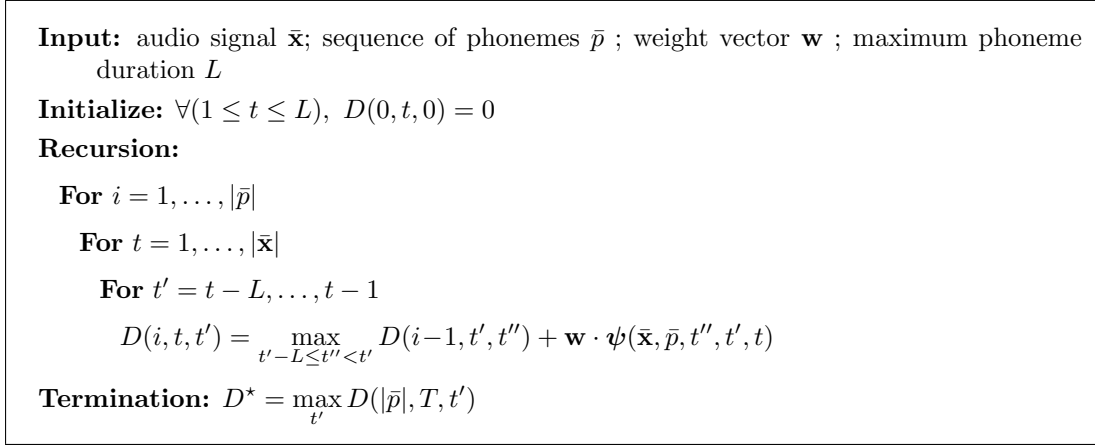 Input: audio signal x̄; sequence of phonemes p̄ ; weight vector w ; maximum phoneme
duration L
Initialize: ∀(1 ≤ t ≤ L), D(0, t, 0) = 0
Recursion:
For i = 1, . . . , |p̄|
For t = 1, . . . , |x̄|
For t′ = t − L, . . . , t − 1
D(i, t, t′) = max_{t′−L≤t″<t′} D(i−1, t′, t″) + w · ψ(x̄, p̄, t″, t′, t)
Termination: D⋆ = max_{t′} D(|p̄|, T, t′)